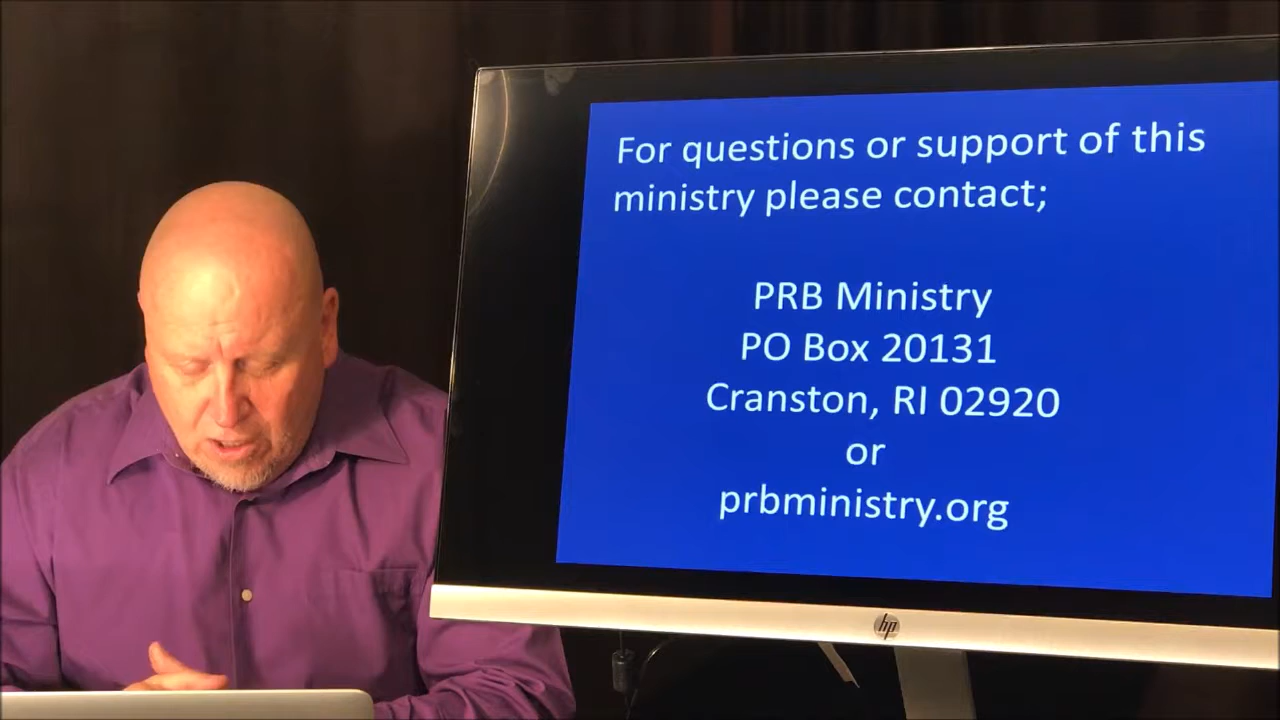 For questions or support of this
ministry please contact;
PRB Ministry
PO Box 20131
Cranston, RI 02920
or
prbministry.org
hp